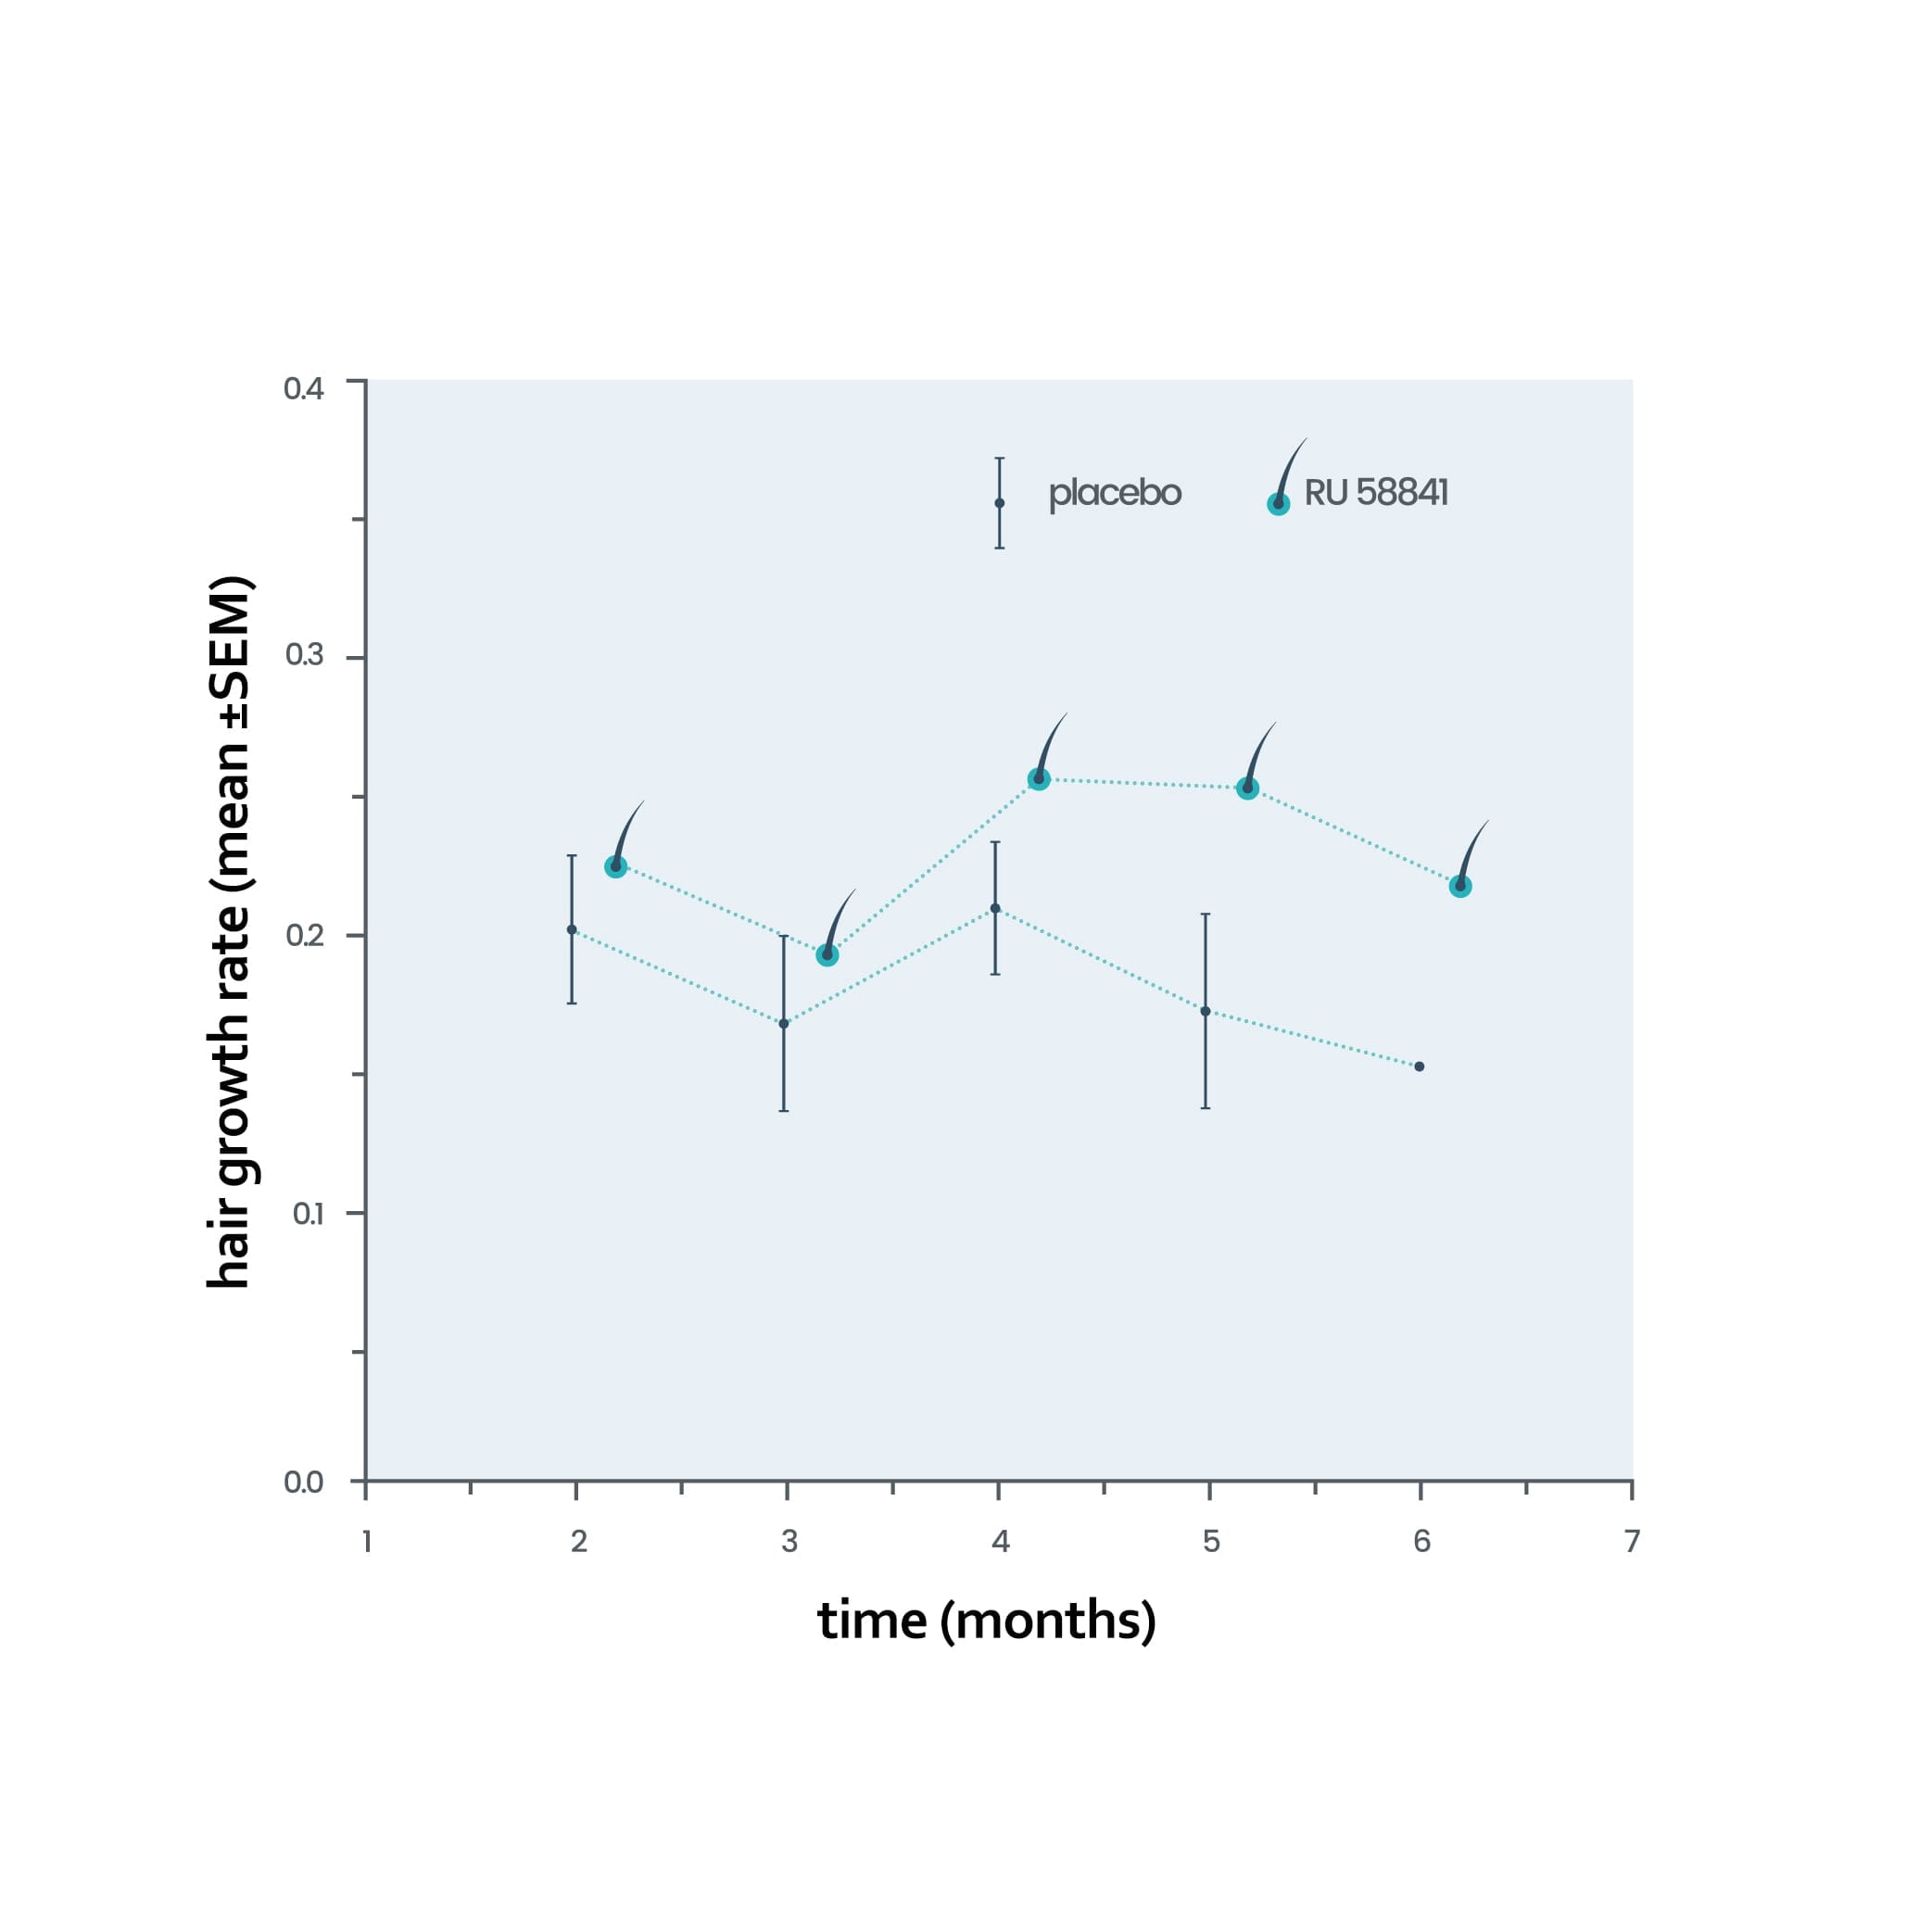 placebo
RU 58841
hair growth rate (mean ±SEM)
0.4
0.3
0.2
0.1
0.0
1 2 3 4 5 6 7
time (months)